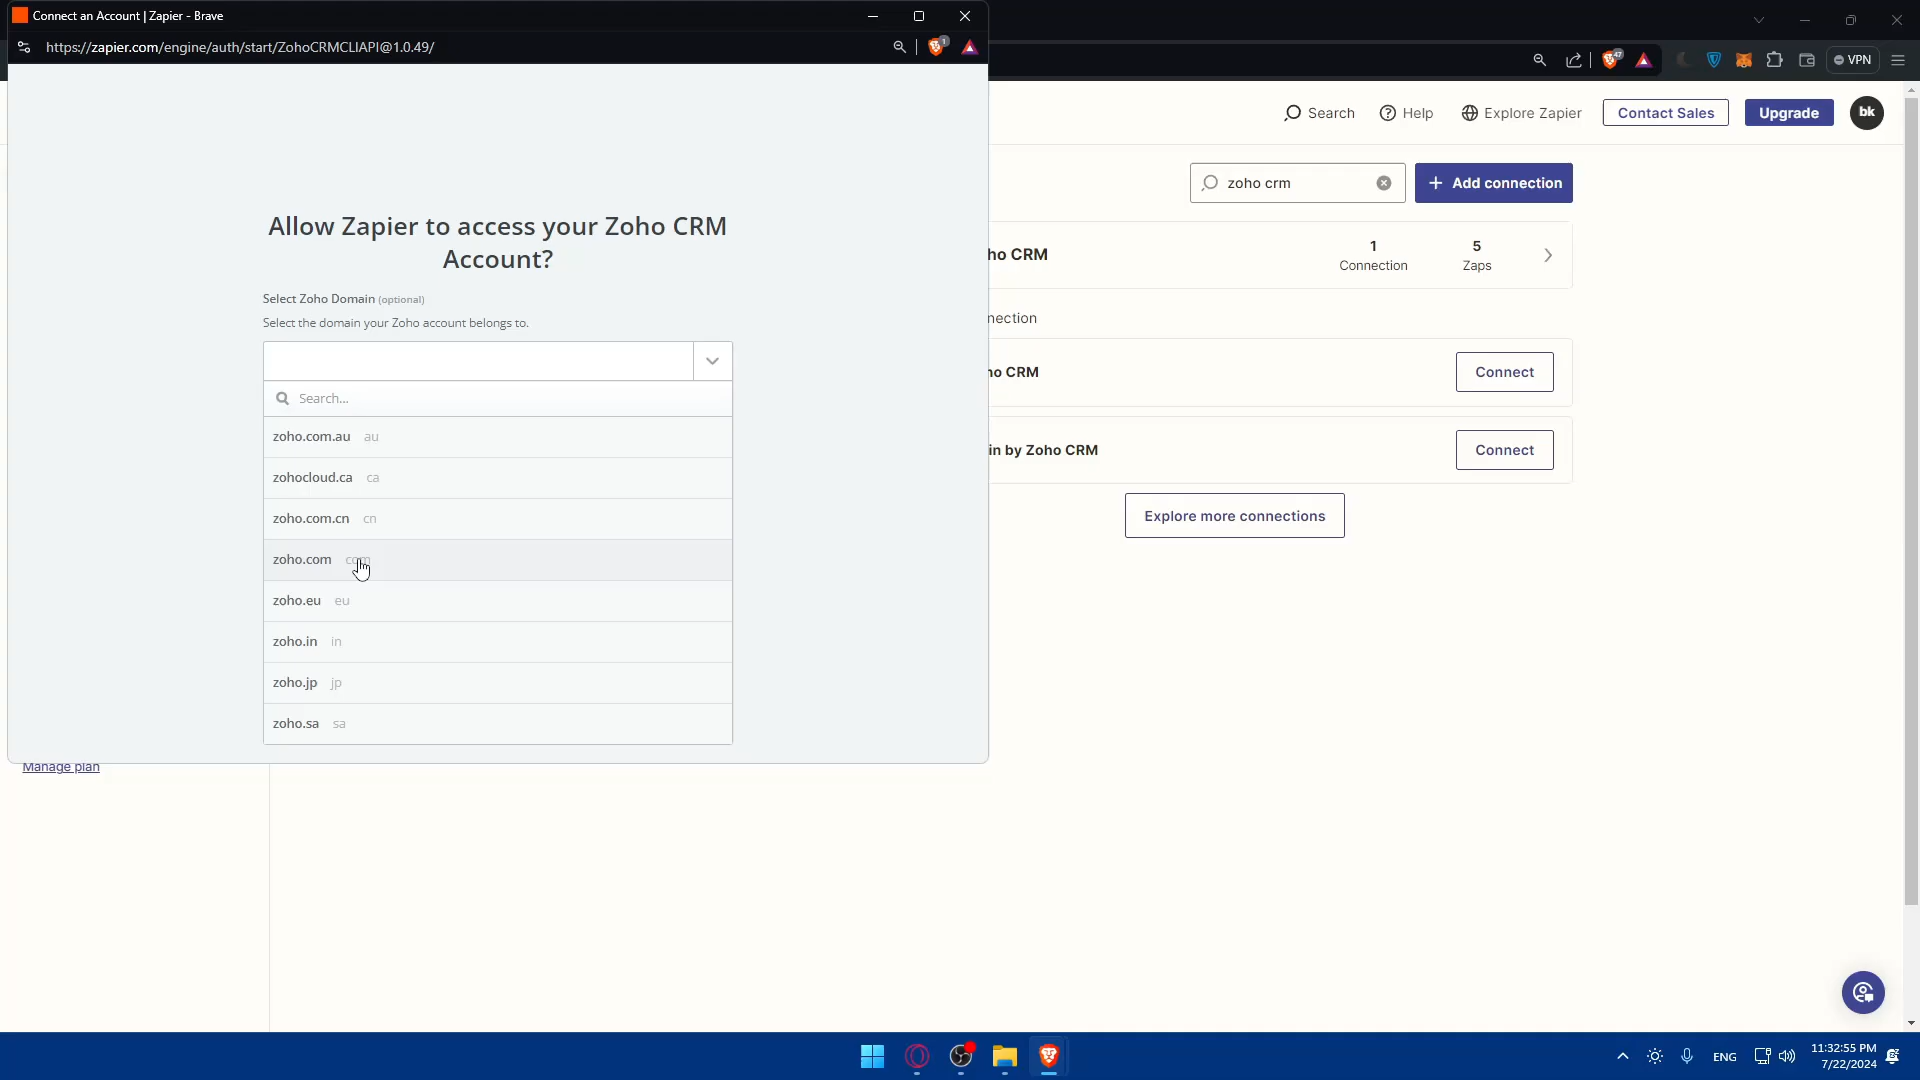 Connect an Account | Zapier - Brave
https://zapier.com/engine/auth/start/ZohoCRMCLIAPI@1.0.49/
1
47
VPN
Search
Help
Explore Zapier
Contact Sales
Upgrade
bk
zoho crm
+ Add connection
Allow Zapier to access your Zoho CRM
Account?
Select Zoho Domain (optional)
Select the domain your Zoho account belongs to.
Search...
zoho.com.au au
zohocloud.ca ca
zoho.com.cn cn
zoho.com com
zoho.eu eu
zoho.in in
zoho.jp jp
zoho.sa sa
ho CRM
1
Connection
5
Zaps
nection
ho CRM
Connect
in by Zoho CRM
Connect
Explore more connections
Manage plan
ENG
11:32:55 PM
7/22/2024